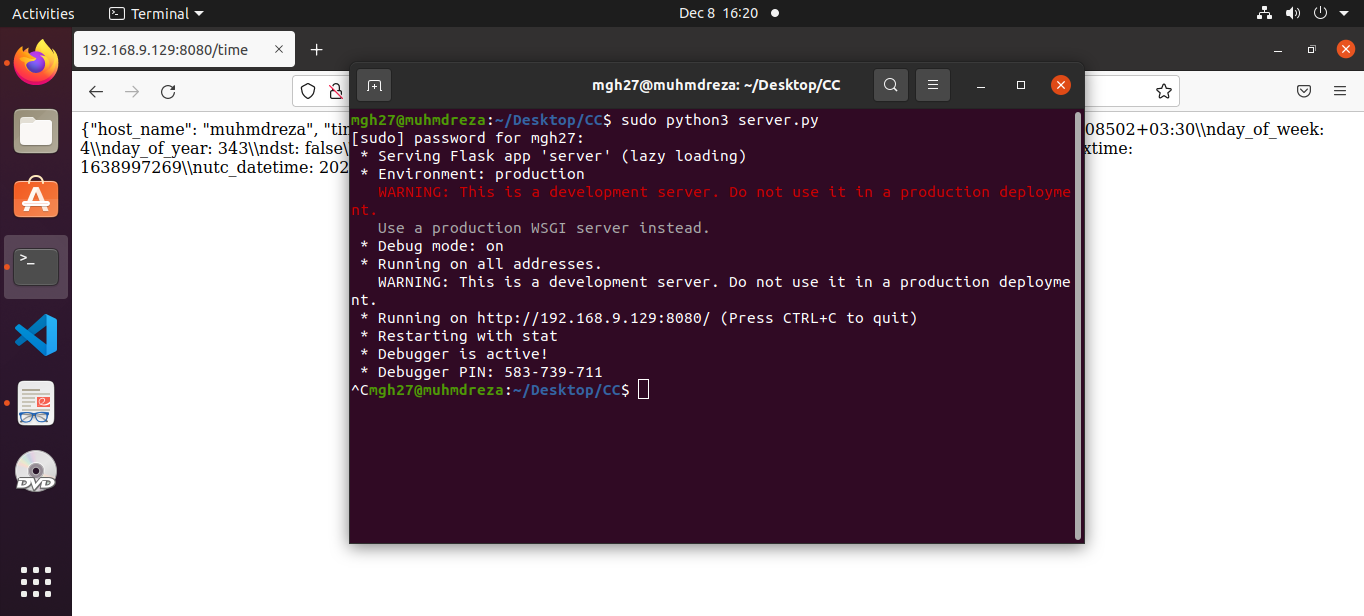 Activities
Terminal
Dec 8 16:20
192.168.9.129:8080/time
mgh27@muhmdreza: ~/Desktop/CC
{"host_name": "muhmdreza", "tim
08502+03:30\\nday_of_week:
4\\nday_of_year: 343\\ndst: false\
xtime:
1638997269\\nutc_datetime: 202
mgh27@muhmdreza:~/Desktop/CC$ sudo python3 server.py
[sudo] password for mgh27:
* Serving Flask app 'server' (lazy loading)
* Environment: production
WARNING: This is a development server. Do not use it in a production deployme
nt.
Use a production WSGI server instead.
* Debug mode: on
* Running on all addresses.
WARNING: This is a development server. Do not use it in a production deployme
nt.
* Running on http://192.168.9.129:8080/ (Press CTRL+C to quit)
* Restarting with stat
* Debugger is active!
* Debugger PIN: 583-739-711
^Cmgh27@muhmdreza:~/Desktop/CC$
>_
DVD